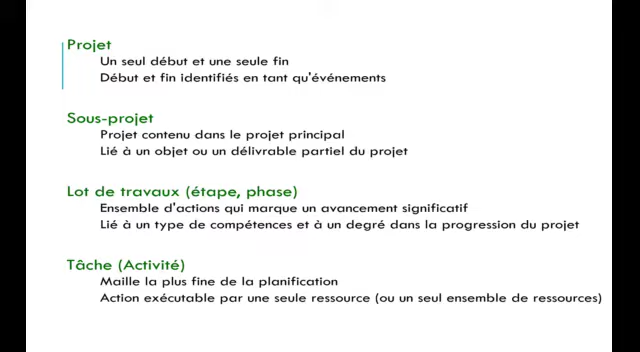 Projet
Un seul début et une seule fin
Début et fin identifiés en tant qu'événements
Sous-projet
Projet contenu dans le projet principal
Lié à un objet ou un délivrable partiel du projet
Lot de travaux (étape, phase)
Ensemble d'actions qui marque un avancement significatif
Lié à un type de compétences et à un degré dans la progression du projet
Tâche (Activité)
Maille la plus fine de la planification
Action exécutable par une seule ressource (ou un seul ensemble de ressources)